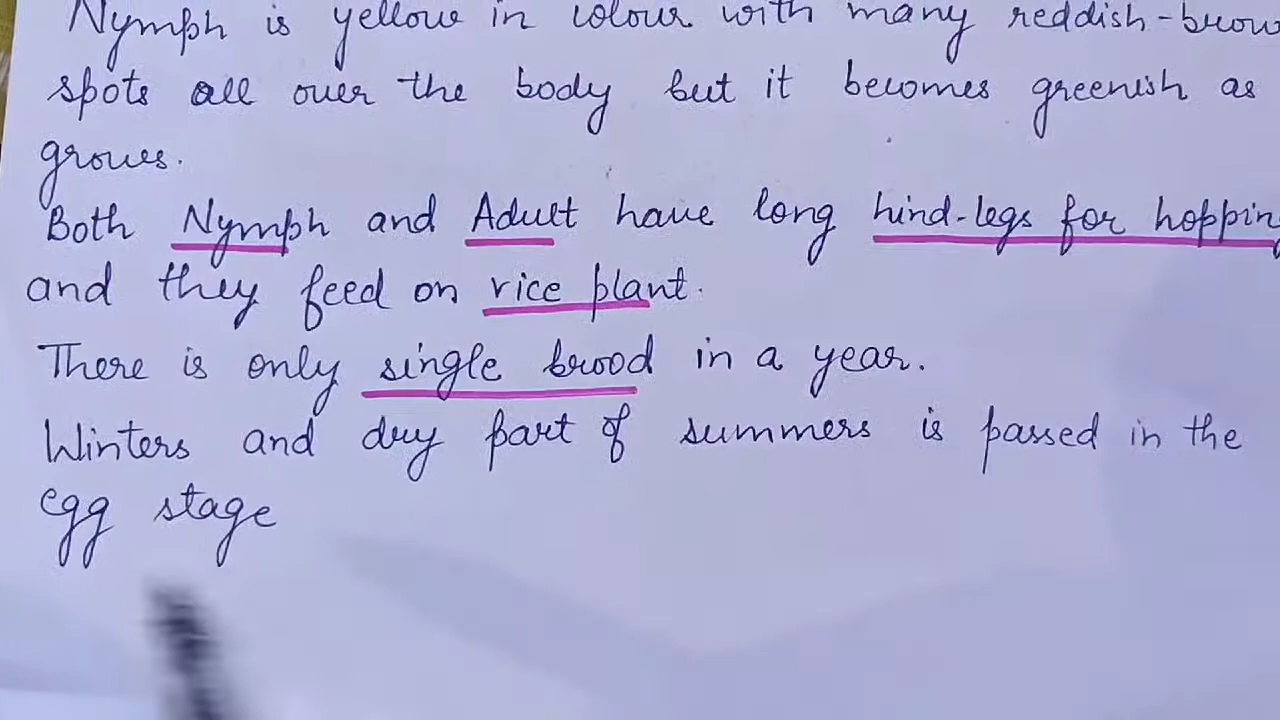 Nymph is yellow in colour with many reddish-brow
spots all over the body but it becomes greenish as
grows.
Both Nymph and Adult have long hind-legs for hopping
and they feed on rice plant.
There is only single brood in a year.
Winters and dry part of summers is passed in the
egg stage